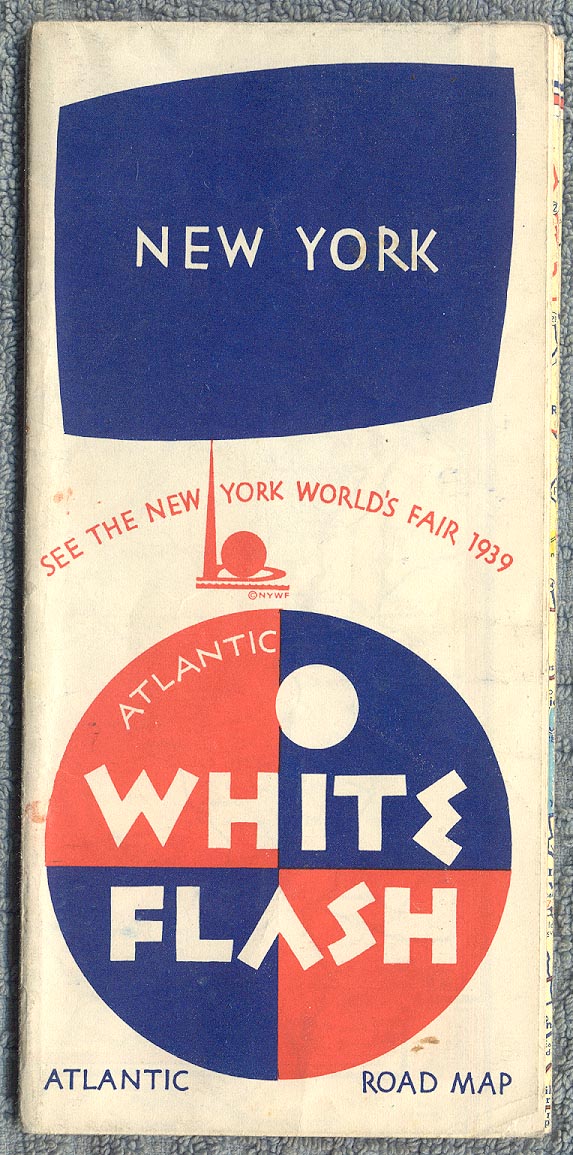 NEW YORK
SEE THE NEW YORK WORLD'S FAIR 1939
©NYWF
ATLANTIC
WHITE
FLASH
ATLANTIC ROAD MAP